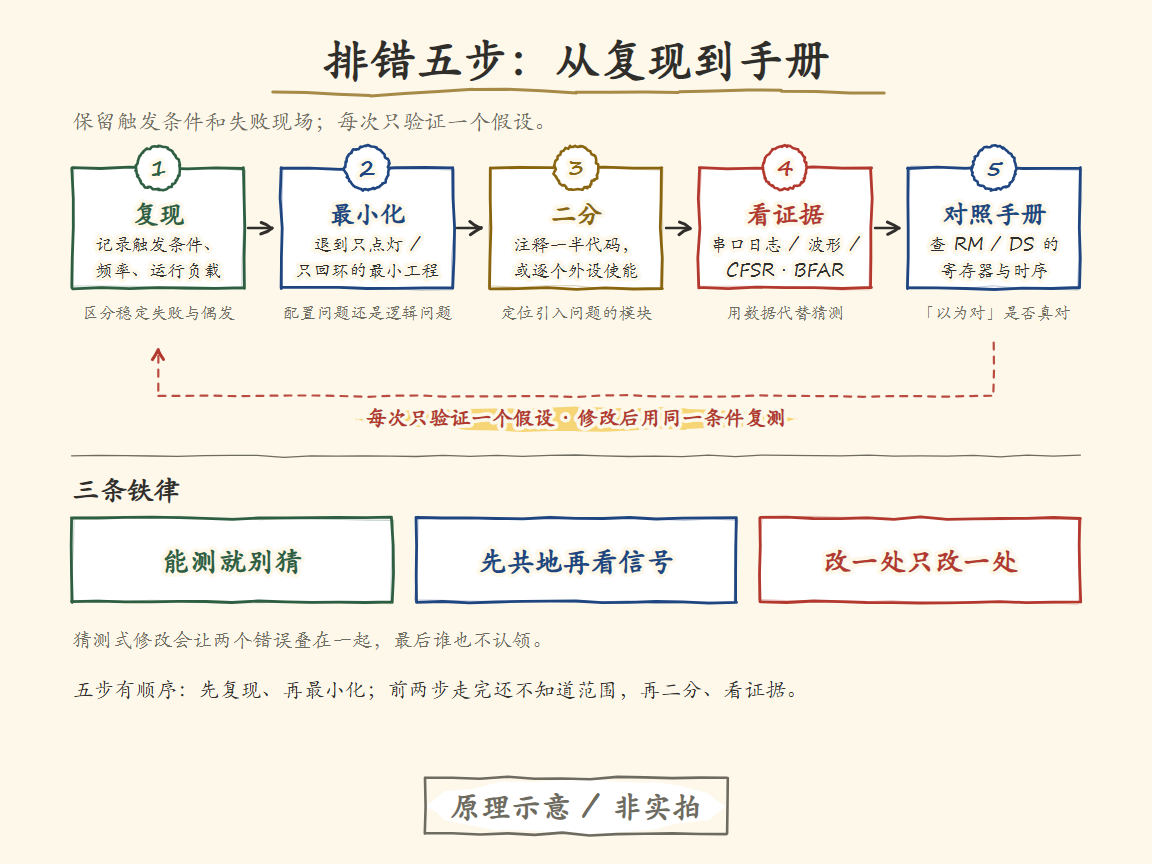 排错五步：从复现到手册
保留触发条件和失败现场；每次只验证一个假设。
1
复现
记录触发条件、
频率、运行负载
区分稳定失败与偶发
2
最小化
退到只点灯 /
只回环的最小工程
配置问题还是逻辑问题
3
二分
注释一半代码，
或逐个外设使能
定位引入问题的模块
4
看证据
串口日志 / 波形 /
CFSR · BFAR
用数据代替猜测
5
对照手册
查 RM / DS 的
寄存器与时序
「以为对」是否真对
每次只验证一个假设 · 修改后用同一条件复测
三条铁律
能测就别猜
先共地再看信号
改一处只改一处
猜测式修改会让两个错误叠在一起，最后谁也不认领。
五步有顺序：先复现、再最小化；前两步走完还不知道范围，再二分、看证据。
原理示意 / 非实拍